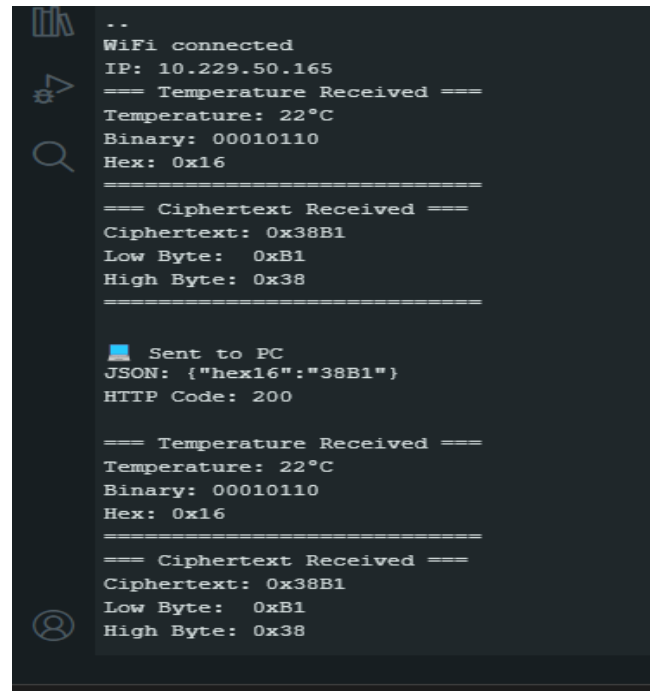 ..
WiFi connected
IP: 10.229.50.165
=== Temperature Received ===
Temperature: 22°C
Binary: 00010110
Hex: 0x16
============================
=== Ciphertext Received ===
Ciphertext: 0x38B1
Low Byte:  0xB1
High Byte: 0x38
============================
💻 Sent to PC
JSON: {"hex16":"38B1"}
HTTP Code: 200
=== Temperature Received ===
Temperature: 22°C
Binary: 00010110
Hex: 0x16
============================
=== Ciphertext Received ===
Ciphertext: 0x38B1
Low Byte:  0xB1
High Byte: 0x38